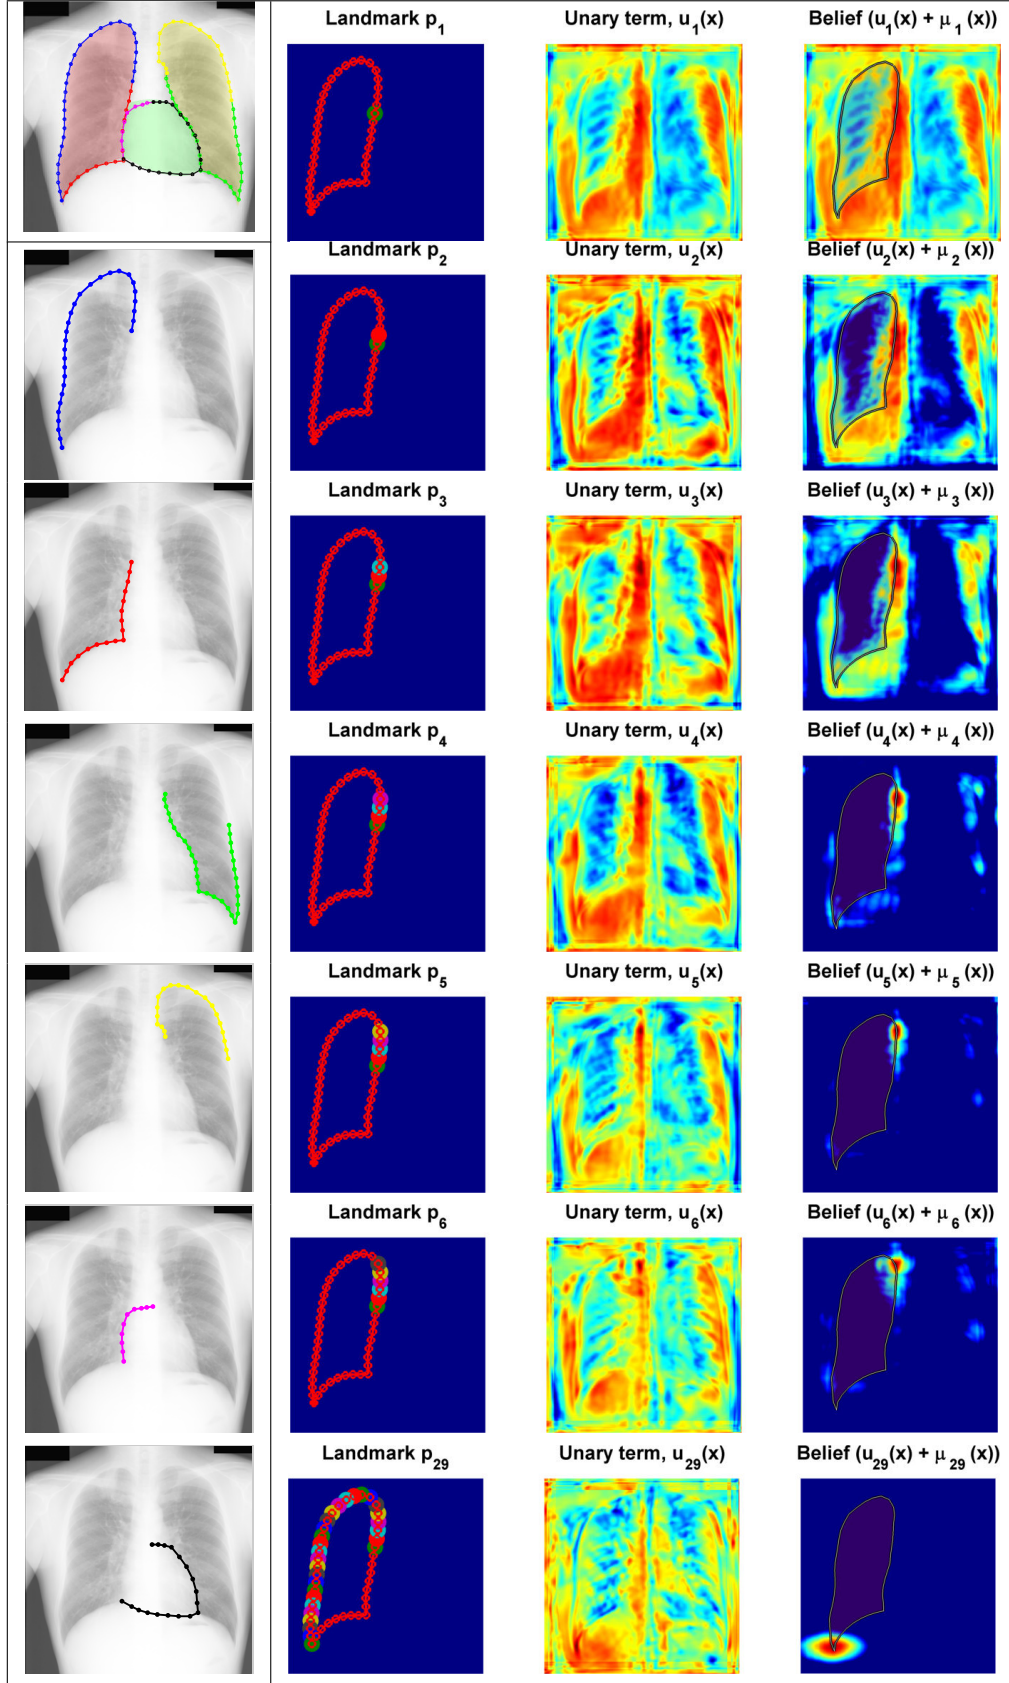 Landmark p₁ Unary term, u₁(x) Belief (u₁(x) + μ₁(x))
Landmark p₂ Unary term, u₂(x) Belief (u₂(x) + μ₂(x))
Landmark p₃ Unary term, u₃(x) Belief (u₃(x) + μ₃(x))
Landmark p₄ Unary term, u₄(x) Belief (u₄(x) + μ₄(x))
Landmark p₅ Unary term, u₅(x) Belief (u₅(x) + μ₅(x))
Landmark p₆ Unary term, u₆(x) Belief (u₆(x) + μ₆(x))
Landmark p₂₉ Unary term, u₂₉(x) Belief (u₂₉(x) + μ₂₉(x))